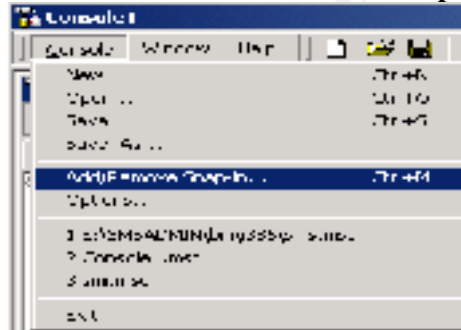 Console1
Console Window Help
New Ctrl+N
Open... Ctrl+O
Save Ctrl+S
Save As...
Add/Remove Snap-in... Ctrl+M
Options...
2 Console1.msc
Exit